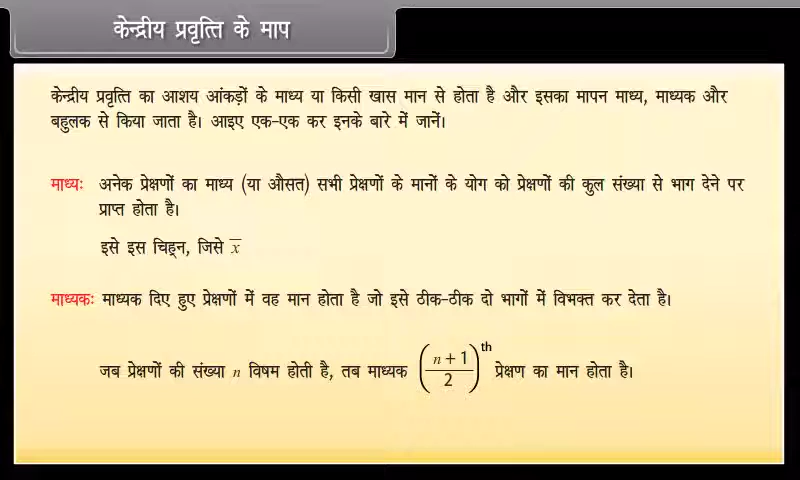 केन्द्रीय प्रवृत्ति के माप
केन्द्रीय प्रवृत्ति का आशय आंकड़ों के माध्य या किसी खास मान से होता है और इसका मापन माध्य, माध्यक और
बहुलक से किया जाता है। आइए एक-एक कर इनके बारे में जानें।
माध्यः अनेक प्रेक्षणों का माध्य (या औसत) सभी प्रेक्षणों के मानों के योग को प्रेक्षणों की कुल संख्या से भाग देने पर
प्राप्त होता है।
इसे इस चिह्न, जिसे x̅
माध्यकः माध्यक दिए हुए प्रेक्षणों में वह मान होता है जो इसे ठीक-ठीक दो भागों में विभक्त कर देता है।
जब प्रेक्षणों की संख्या n विषम होती है, तब माध्यक ((n + 1)/2)th प्रेक्षण का मान होता है।